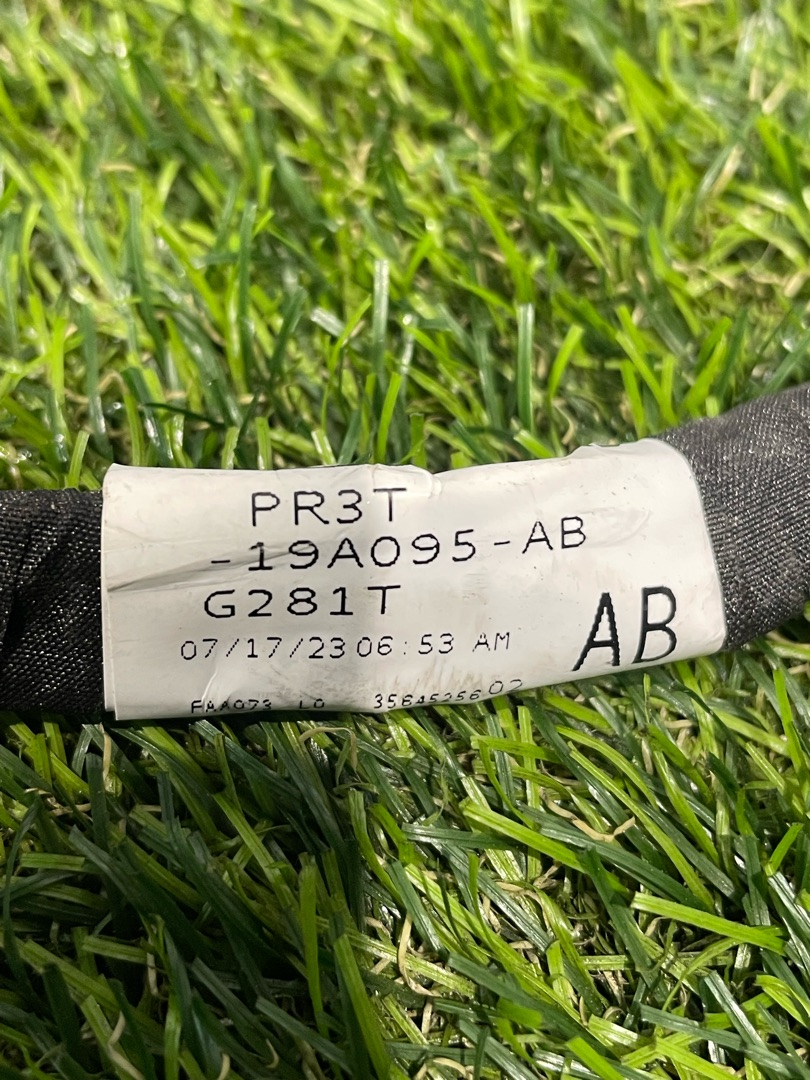 PR3T
-19A095-AB
G281T
07/17/23 06:53 AM
AB